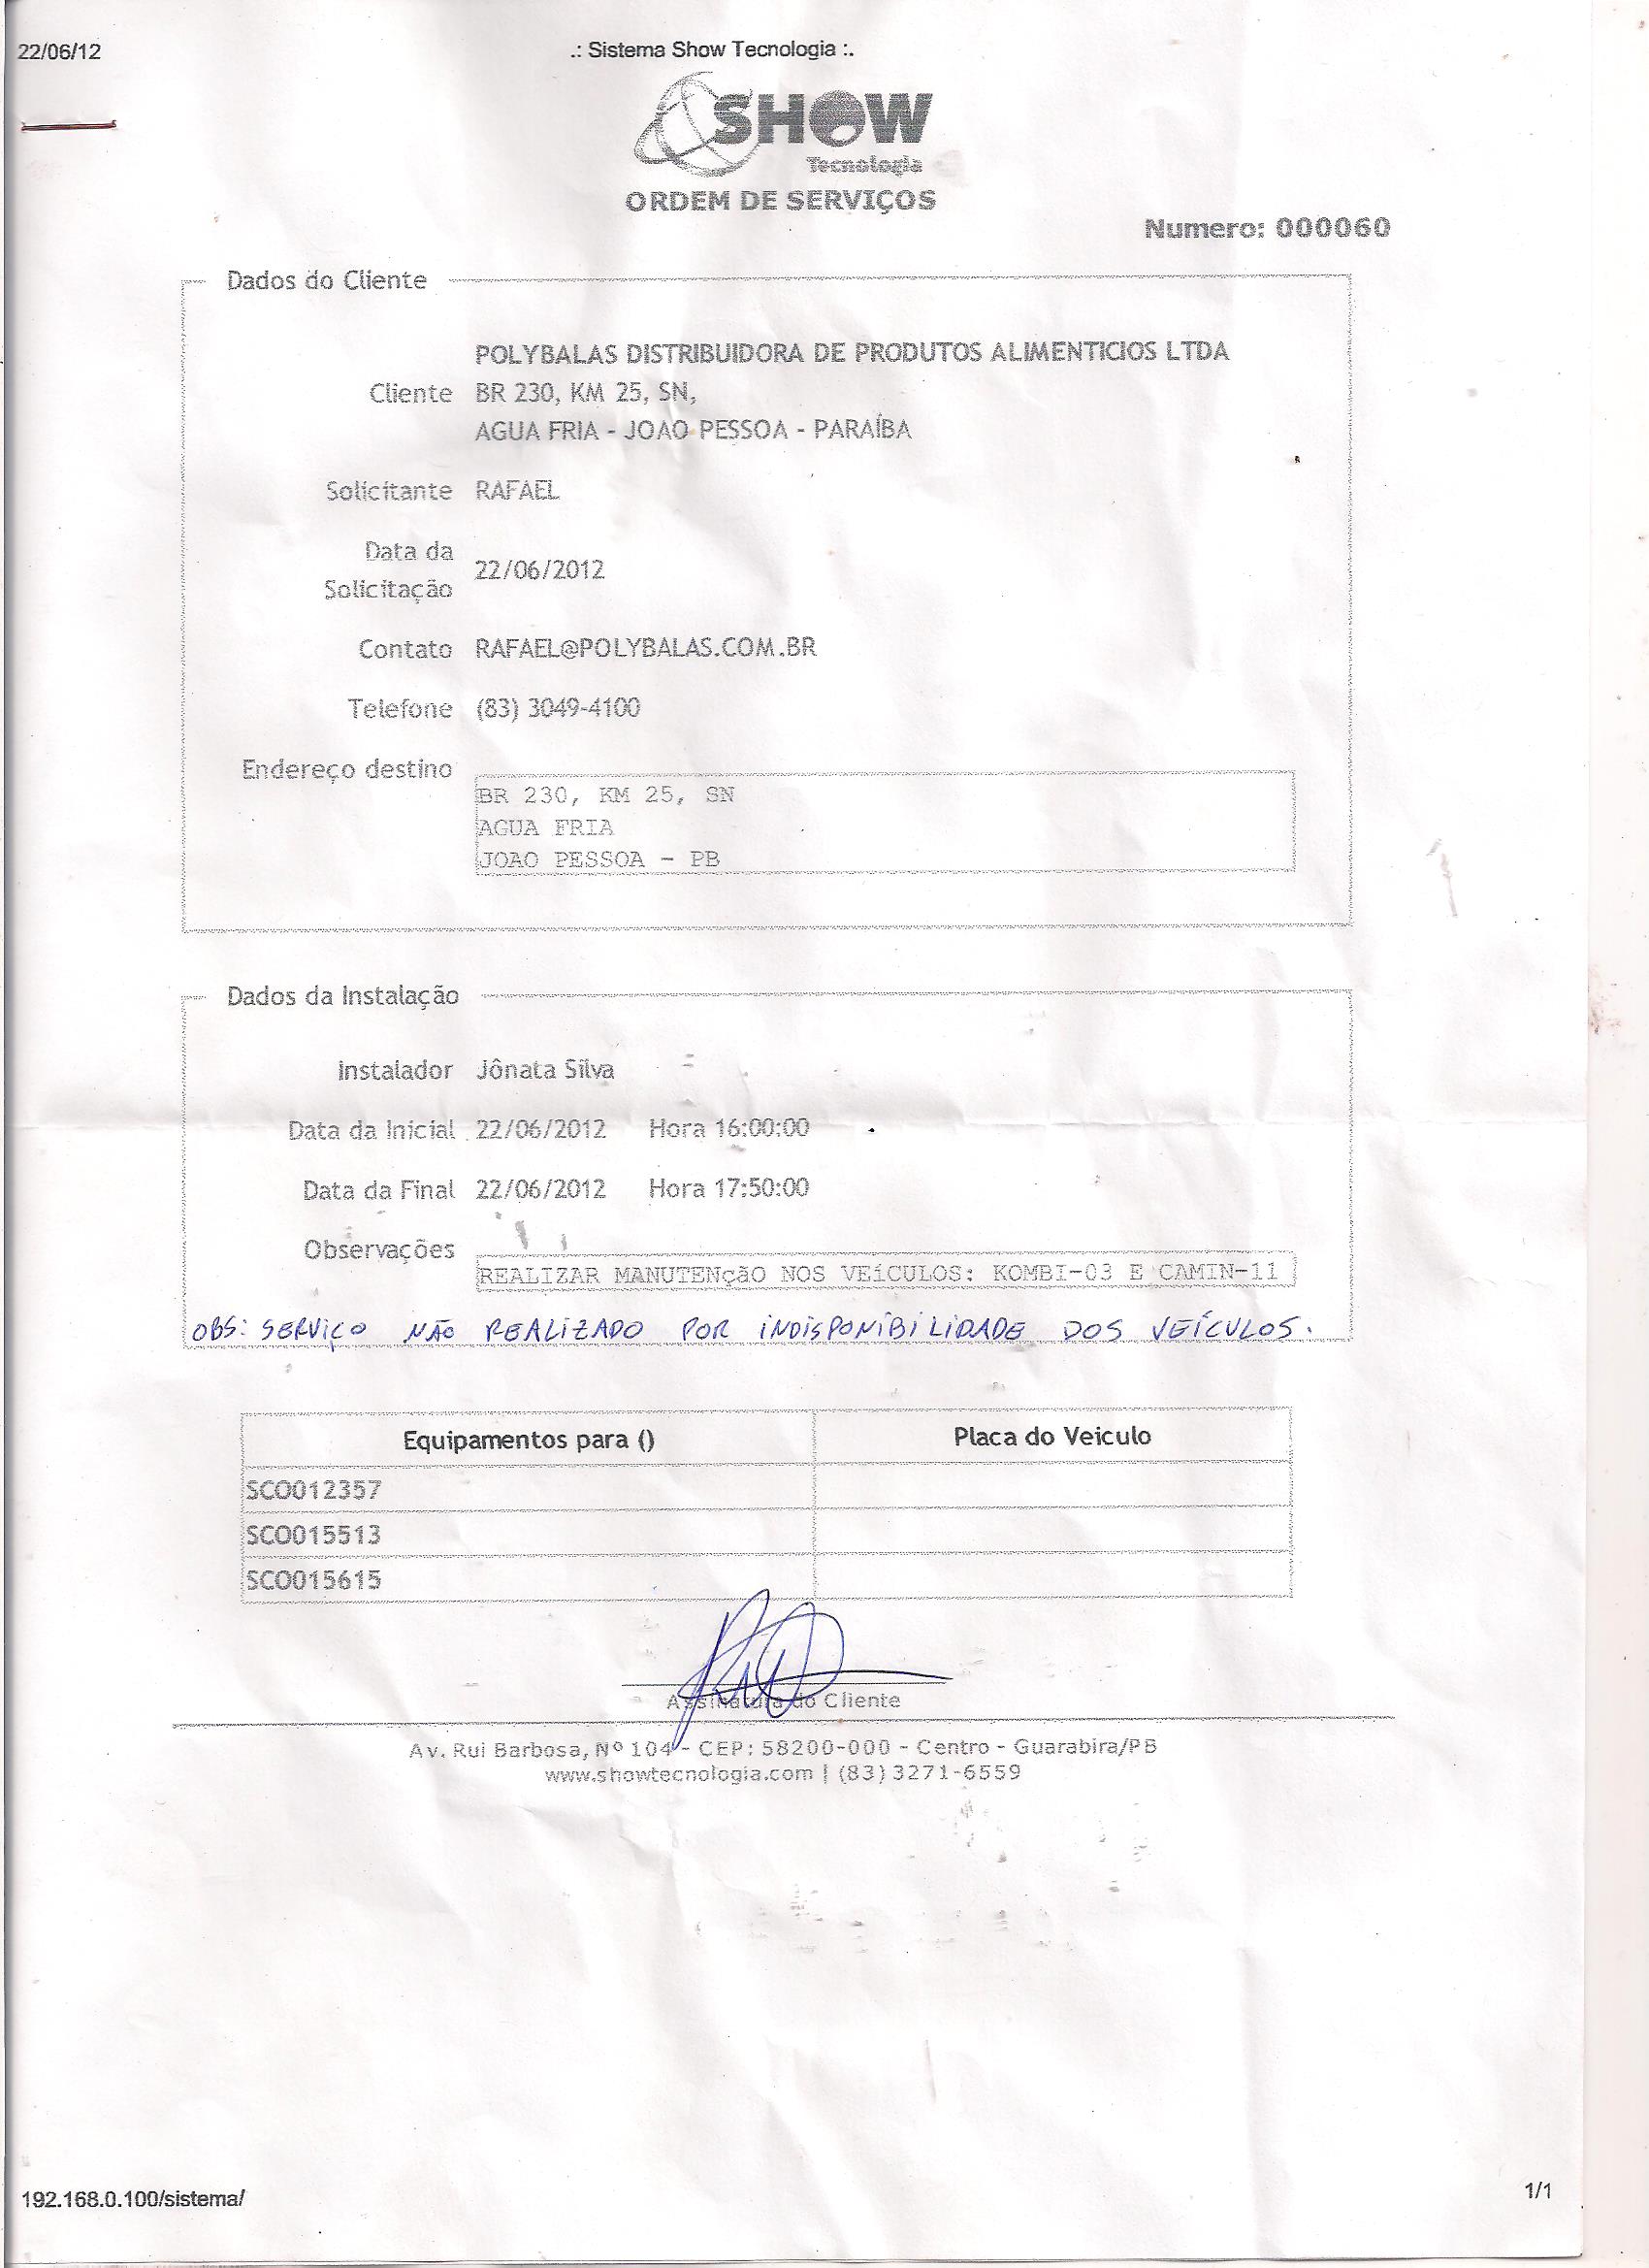 22/06/12
.: Sistema Show Tecnologia :.
SHOW
Tecnologia
ORDEM DE SERVIÇOS
Numero: 000060
Dados do Cliente
POLYBALAS DISTRIBUIDORA DE PRODUTOS ALIMENTICIOS LTDA
Cliente BR 230, KM 25, SN,
AGUA FRIA - JOAO PESSOA - PARAÍBA
Solicitante RAFAEL
Data da
Solicitação 22/06/2012
Contato RAFAEL@POLYBALAS.COM.BR
Telefone (83) 3049-4100
Endereço destino
BR 230, KM 25, SN
AGUA FRIA
JOAO PESSOA - PB
Dados da Instalação
Instalador Jônata Silva
Data da Inicial 22/06/2012 Hora 16:00:00
Data da Final 22/06/2012 Hora 17:50:00
Observações
REALIZAR MANUTENçãO NOS VEíCULOS: KOMBI-03 E CAMIN-11
OBS: SERVIÇO NÃO REALIZADO POR INDISPONIBILIDADE DOS VEÍCULOS.
Equipamentos para () Placa do Veiculo
SCO012357
SCO015513
SCO015615
Assinatura do Cliente
Av. Rui Barbosa, Nº 104 - CEP: 58200-000 - Centro - Guarabira/PB
www.showtecnologia.com | (83) 3271-6559
192.168.0.100/sistema/
1/1